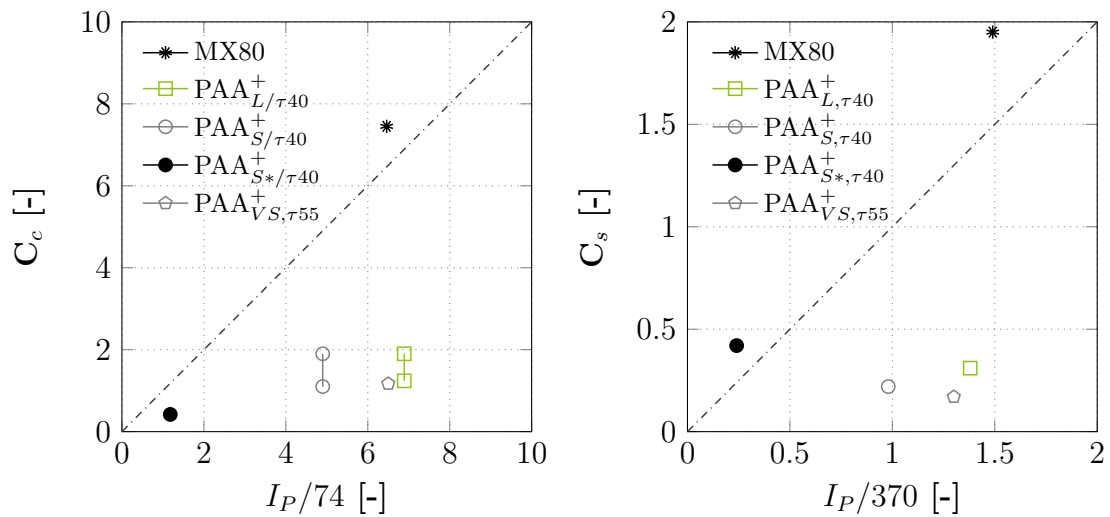 10
8
6
4
2
0
0
2
4
6
8
10
C_c [-]
I_P/74 [-]
MX80
PAA^+_{L/τ40}
PAA^+_{S/τ40}
PAA^+_{S∗/τ40}
PAA^+_{VS,τ55}
2
1.5
1
0.5
0
0
0.5
1
1.5
2
C_s [-]
I_P/370 [-]
MX80
PAA^+_{L,τ40}
PAA^+_{S,τ40}
PAA^+_{S∗,τ40}
PAA^+_{VS,τ55}